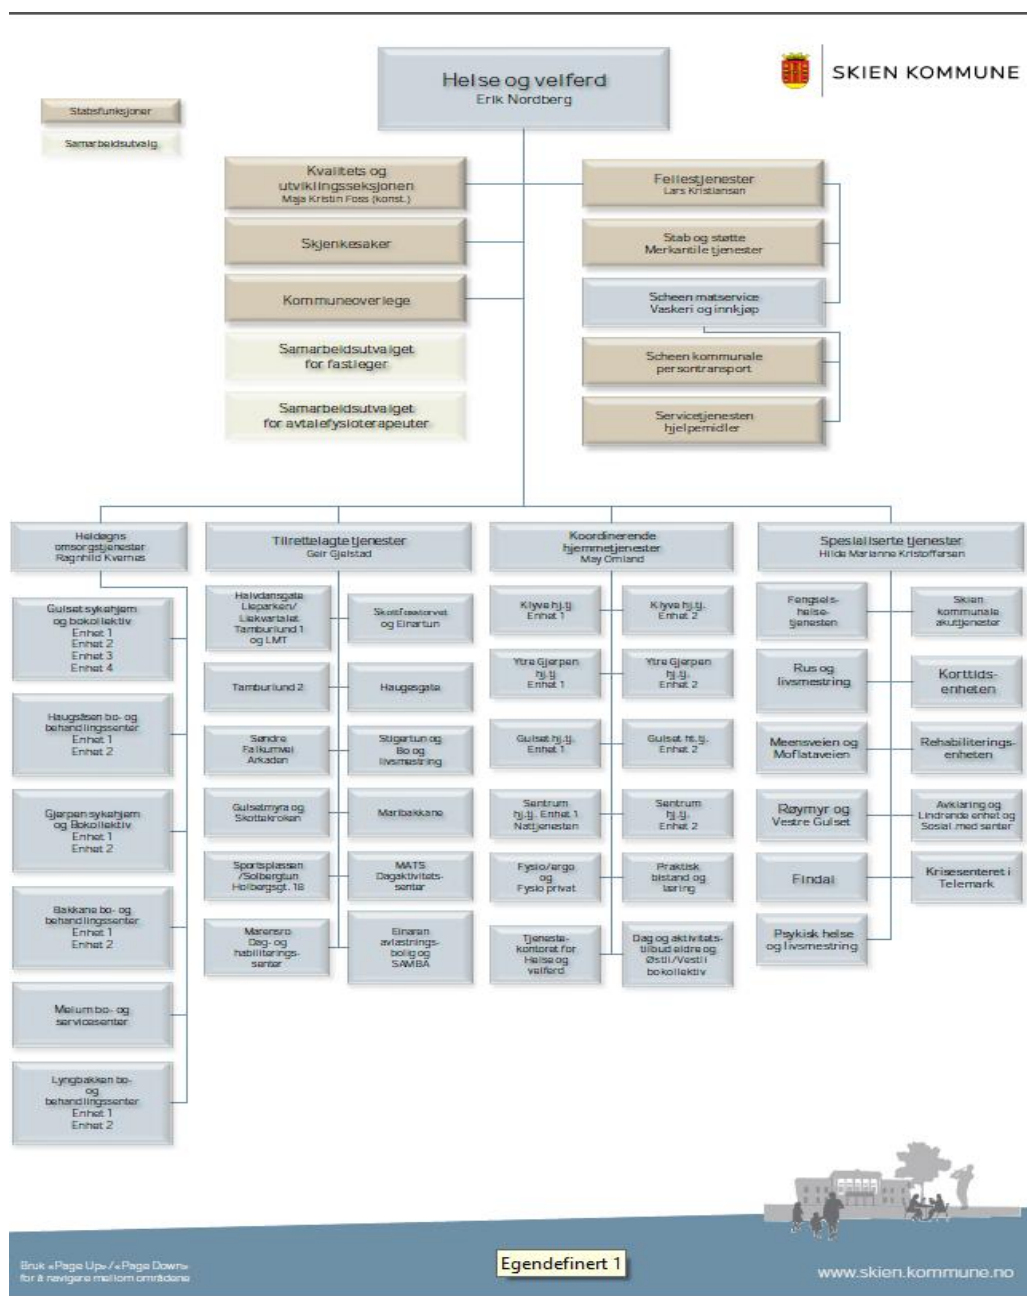 Helse og velferd
Erik Nordberg
SKIEN KOMMUNE
Stabsfunksjoner
Samarbeidsutvalg
Kvalitets og
utviklingsseksjonen
Maja Kristin Foss (konst.)
Skjenkesaker
Kommuneoverlege
Samarbeidsutvalget
for fastleger
Samarbeidsutvalget
for avtalefysioterapeuter
Fellestjenester
Lars Kristiansen
Stab og støtte
Merkantile tjenester
Scheen matservice
Vaskeri og innkjøp
Scheen kommunale
persontransport
Servicetjenesten
hjelpemidler
Heldøgns
omsorgstjenester
Ragnhild Kvernes
Gulset sykehjem
og bokollektiv
Enhet 1
Enhet 2
Enhet 3
Enhet 4
Haugsåsen bo- og
behandlingssenter
Enhet 1
Enhet 2
Gjerpen sykehjem
og Bokollektiv
Enhet 1
Enhet 2
Bakkane bo- og
behandlingssenter
Enhet 1
Enhet 2
Melum bo- og
servicesenter
Lyngbakken bo-
og
behandlingssenter
Enhet 1
Enhet 2
Tilrettelagte tjenester
Geir Gjelstad
Halvdansgate
Lieparken/
Liekvartalet
Tamburlund 1
og LMT
Skottfosstorvet
og Einartun
Tamburlund 2
Haugesgate
Søndre
Falkumvei
Arkaden
Stigertun og
Bo og
livsmestring
Gulsetmyra og
Skottekroken
Maribakkane
Sportsplassen
/Solbergtun
Holbergsgt. 18
MATS
Dagaktivitets-
senter
Marensro
Dag- og
habiliterings-
senter
Einaren
avlastnings-
bolig og
SAMBA
Koordinerende
hjemmetjenester
May Omland
Klyve hj.tj.
Enhet 1
Klyve hj.tj.
Enhet 2
Ytre Gjerpen
hj.tj.
Enhet 1
Ytre Gjerpen
hj.tj.
Enhet 2
Gulset hj.tj.
Enhet 1
Gulset ht.tj.
Enhet 2
Sentrum
hj.tj. Enhet 1
Nattjenesten
Sentrum
hj.tj.
Enhet 2
Fysio/ergo
og
Fysio privat
Praktisk
bistand og
læring
Tjeneste-
kontoret for
Helse og
velferd
Dag og aktivitets-
tilbud eldre og
Østli/Vestli
bokollektiv
Spesialiserte tjenester
Hilde Marianne Kristoffersen
Fengsels-
helse-
tjenesten
Skien
kommunale
akuttjenester
Rus og
livsmestring
Korttids-
enheten
Meensveien og
Moflataveien
Rehabiliterings-
enheten
Røymyr og
Vestre Gulset
Avklaring og
Lindrende enhet og
Sosial med senter
Findal
Krisesenteret i
Telemark
Psykisk helse
og livsmestring
Bruk «Page Up»/«Page Down»
for å navigere mellom områdene
Egendefinert 1
www.skien.kommune.no